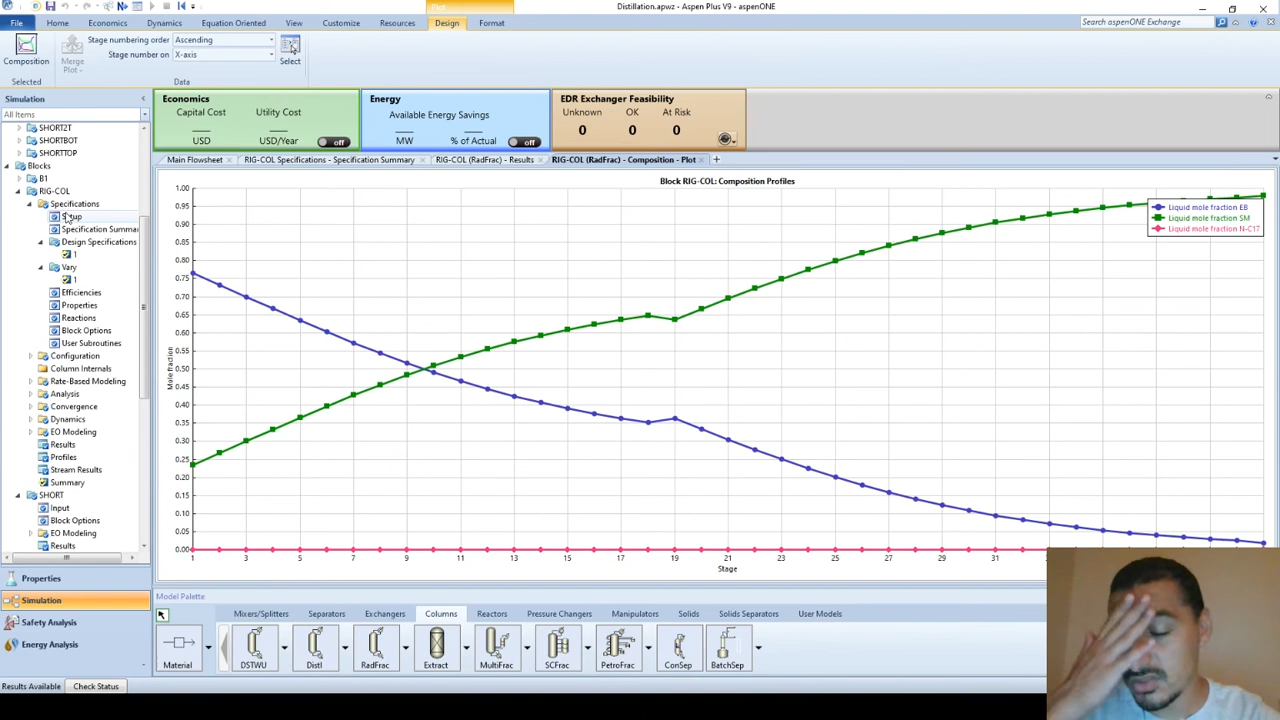 Plot
Distillation.apwz - Aspen Plus V9 - aspenONE
File Home Economics Dynamics Equation Oriented View Customize Resources Design Format
Search aspenONE Exchange
Composition
Merge Plot
Stage numbering order Ascending
Stage number on X-axis
Select
Selected Data
Simulation
All Items
SHORT2T
SHORTBOT
SHORTTOP
Blocks
B1
RIG-COL
Specifications
Setup
Specification Summar
Design Specifications
1
Vary
1
Efficiencies
Properties
Reactions
Block Options
User Subroutines
Configuration
Column Internals
Rate-Based Modeling
Analysis
Convergence
Dynamics
EO Modeling
Results
Profiles
Stream Results
Summary
SHORT
Input
Block Options
EO Modeling
Results
Properties
Simulation
Safety Analysis
Energy Analysis
Results Available Check Status
Economics
Capital Cost Utility Cost
USD USD/Year off
Energy
Available Energy Savings
MW % of Actual off
EDR Exchanger Feasibility
Unknown OK At Risk
0 0 0
Main Flowsheet RIG-COL Specifications - Specification Summary RIG-COL (RadFrac) - Results RIG-COL (RadFrac) - Composition - Plot
Block RIG-COL: Composition Profiles
Liquid mole fraction EB
Liquid mole fraction SM
Liquid mole fraction N-C17
Mole fraction
1.00
0.95
0.90
0.85
0.80
0.75
0.70
0.65
0.60
0.55
0.50
0.45
0.40
0.35
0.30
0.25
0.20
0.15
0.10
0.05
0.00
1 3 5 7 9 11 13 15 17 19 21 23 25 27 29 31
Stage
Model Palette
Mixers/Splitters Separators Exchangers Columns Reactors Pressure Changers Manipulators Solids Solids Separators User Models
Material DSTWU Distl RadFrac Extract MultiFrac SCFrac PetroFrac ConSep BatchSep